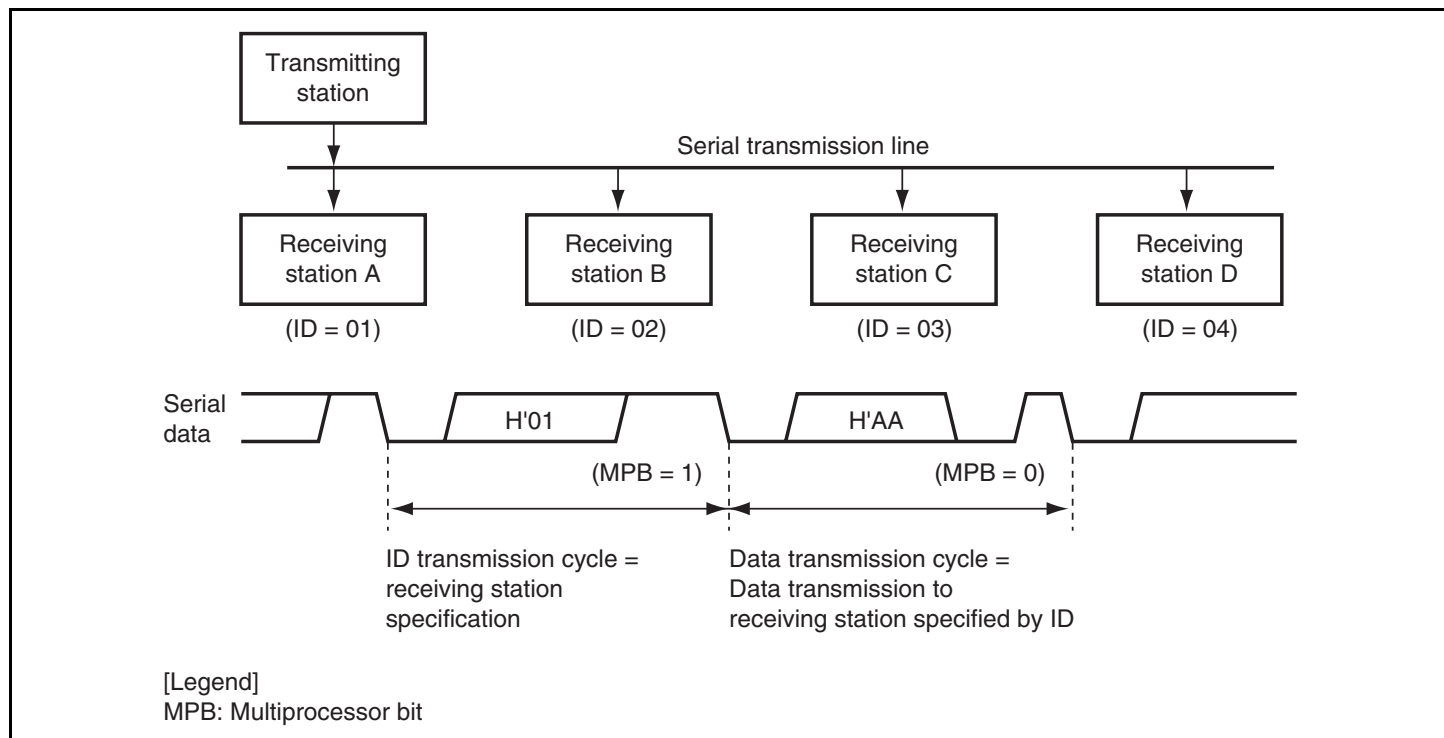 Transmitting
station
Serial transmission line
Receiving
station A
Receiving
station B
Receiving
station C
Receiving
station D
(ID = 01)
(ID = 02)
(ID = 03)
(ID = 04)
Serial
data
H'01
H'AA
(MPB = 1)
(MPB = 0)
ID transmission cycle =
receiving station
specification
Data transmission cycle =
Data transmission to
receiving station specified by ID
[Legend]
MPB: Multiprocessor bit